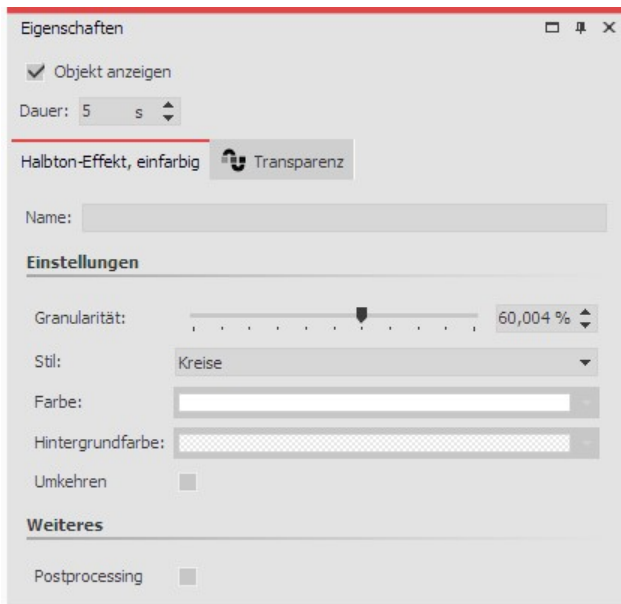 Eigenschaften
Objekt anzeigen
Dauer: 5 s
Halbton-Effekt, einfarbig Transparenz
Name:
Einstellungen
Granularität: 60,004 %
Stil: Kreise
Farbe:
Hintergrundfarbe:
Umkehren
Weiteres
Postprocessing